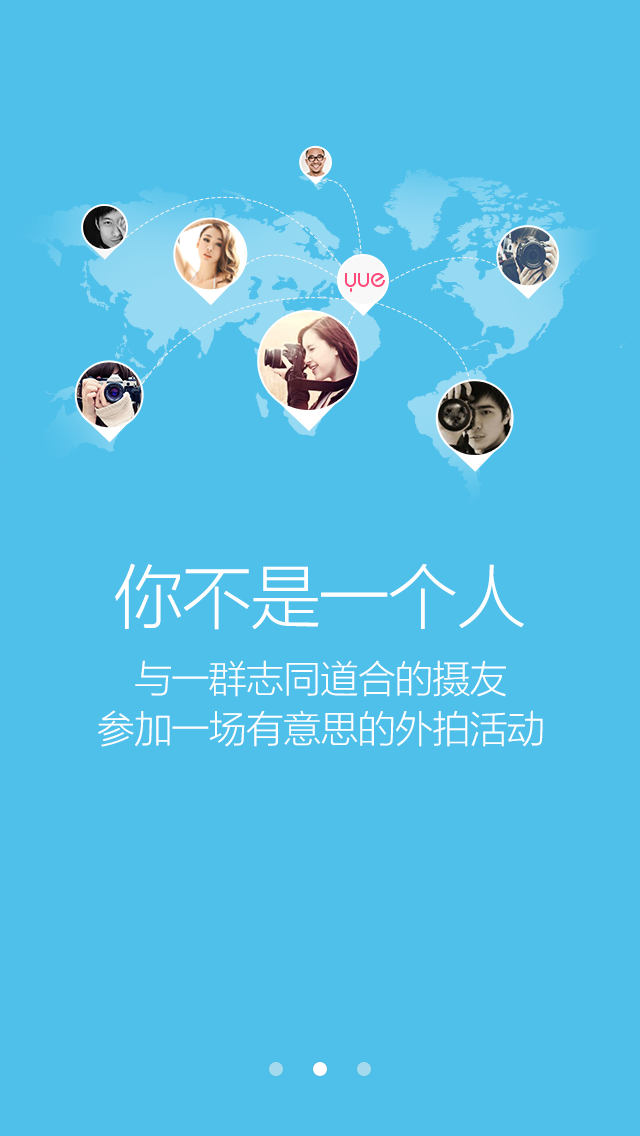 yue
你不是一个人
与一群志同道合的摄友
参加一场有意思的外拍活动